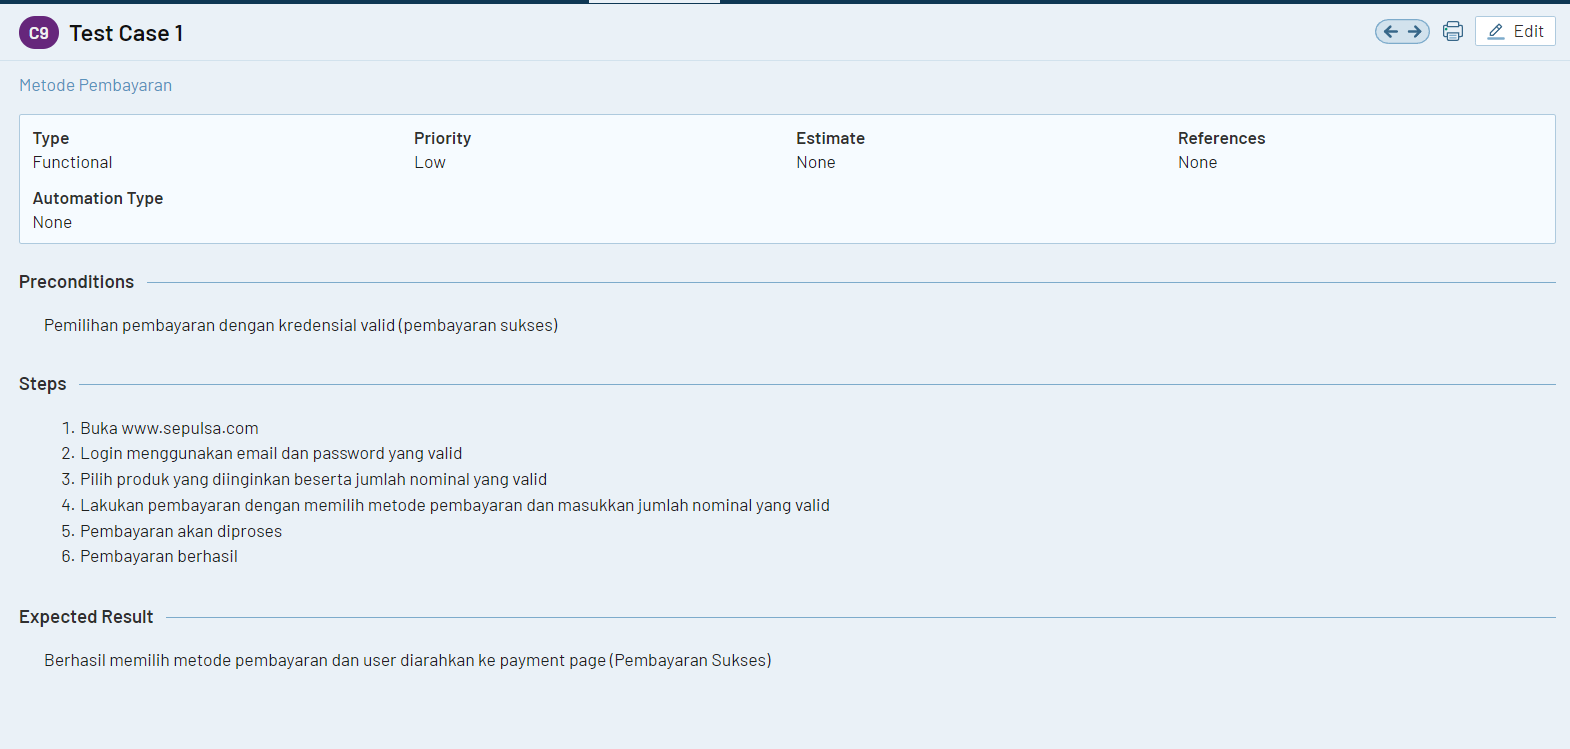 C9 Test Case 1
Edit
Metode Pembayaran
Type Priority Estimate References
Functional Low None None
Automation Type
None
Preconditions
Pemilihan pembayaran dengan kredensial valid (pembayaran sukses)
Steps
1. Buka www.sepulsa.com
2. Login menggunakan email dan password yang valid
3. Pilih produk yang diinginkan beserta jumlah nominal yang valid
4. Lakukan pembayaran dengan memilih metode pembayaran dan masukkan jumlah nominal yang valid
5. Pembayaran akan diproses
6. Pembayaran berhasil
Expected Result
Berhasil memilih metode pembayaran dan user diarahkan ke payment page (Pembayaran Sukses)